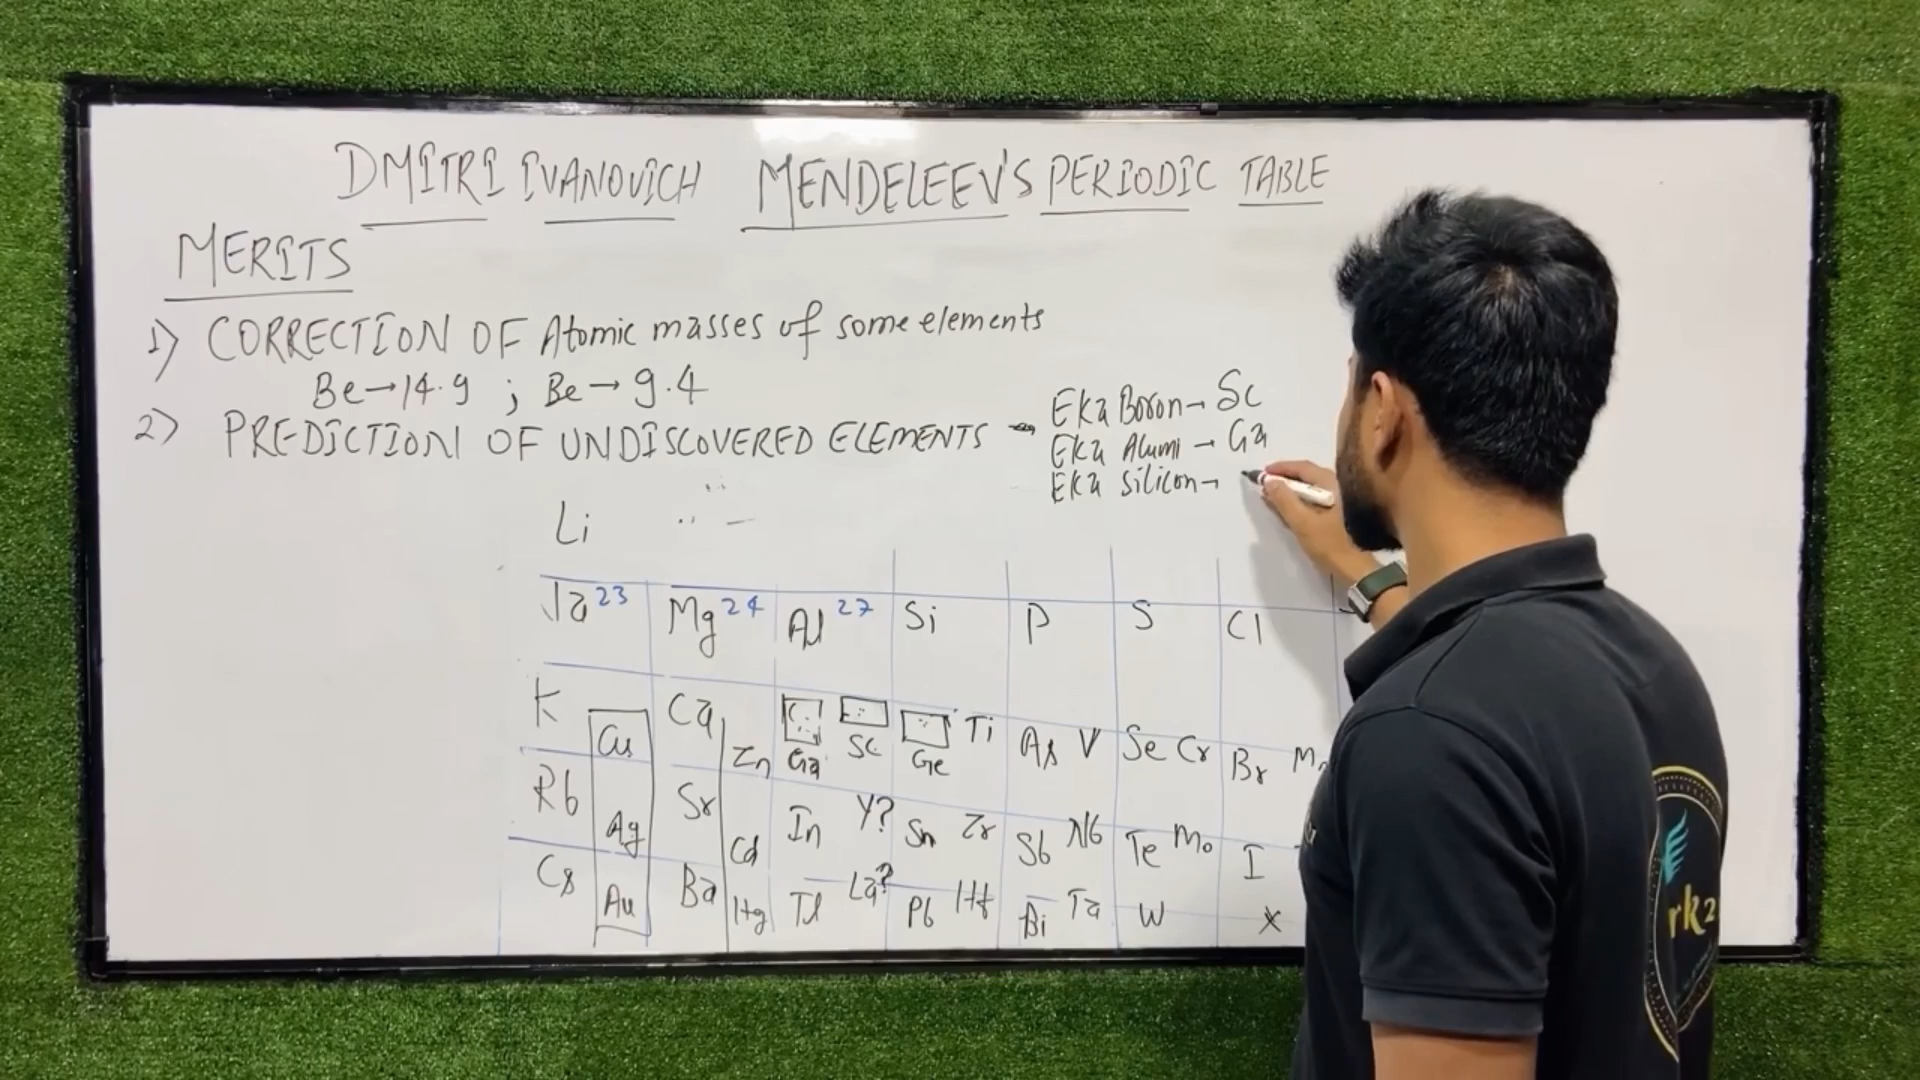 DMITRI IVANOVICH MENDELEEV'S PERIODIC TABLE
MERITS
1) CORRECTION OF Atomic masses of some elements
Be→14.9 ; Be→9.4
2) PREDICTION OF UNDISCOVERED ELEMENTS → Eka Boron→ Sc
Eka Alumi → Ga
Eka Silicon→
Li
Na 23 Mg 24 Al 27 Si P S Cl
K Cu Ca Zn Ga Sc Ge Ti As V Se Cr Br
Rb Ag Sr Cd In Y? Sn Zr Sb Nb Te Mo I
Cs Au Ba Hg Tl La? Pb Hf Bi Ta W X
rk2